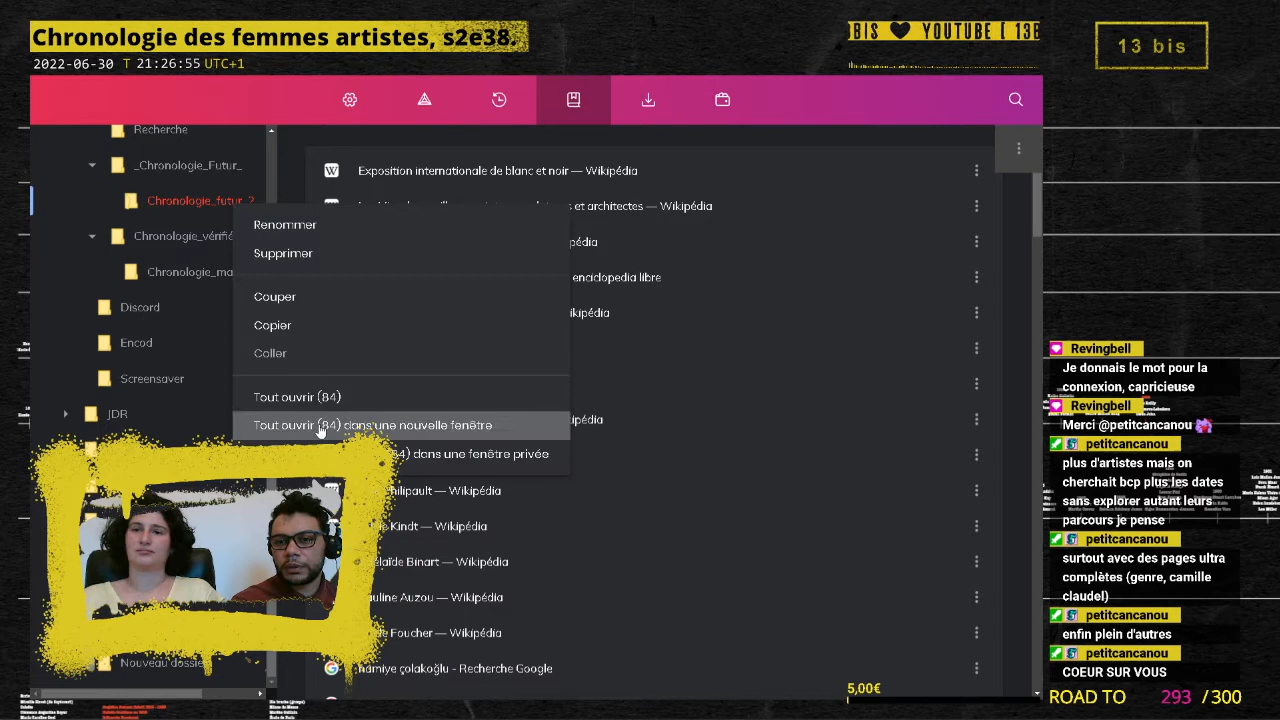 Chronologie des femmes artistes, s2e38.
2022-06-30 T 21:26:55 UTC+1
BIS YOUTUBE [ 13B
13 bis
Recherche
_Chronologie_Futur_
Chronologie_futur_2
Chronologie_vérifié
Chronologie_ma
Discord
Encod
Screensaver
JDR
Nouveau dossie
Renommer
Supprimer
Couper
Copier
Coller
Tout ouvrir (84)
Tout ouvrir (84) dans une nouvelle fenêtre
84) dans une fenêtre privée
Exposition internationale de blanc et noir — Wikipédia
et architectes — Wikipédia
pédia
enciclopedia libre
ikipédia
pédia
hilipault — Wikipédia
Kindt — Wikipédia
elaïde Binart — Wikipédia
auline Auzou — Wikipédia
Foucher — Wikipédia
namiye çolakoğlu - Recherche Google
Revingbell
Je donnais le mot pour la
connexion, capricieuse
Revingbell
Merci @petitcancanou
petitcancanou
plus d'artistes mais on
cherchait bcp plus les dates
sans explorer autant leurs
parcours je pense
petitcancanou
surtout avec des pages ultra
complètes (genre, camille
claudel)
petitcancanou
enfin plein d'autres
petitcancanou
COEUR SUR VOUS
5,00€
ROAD TO 293 / 300